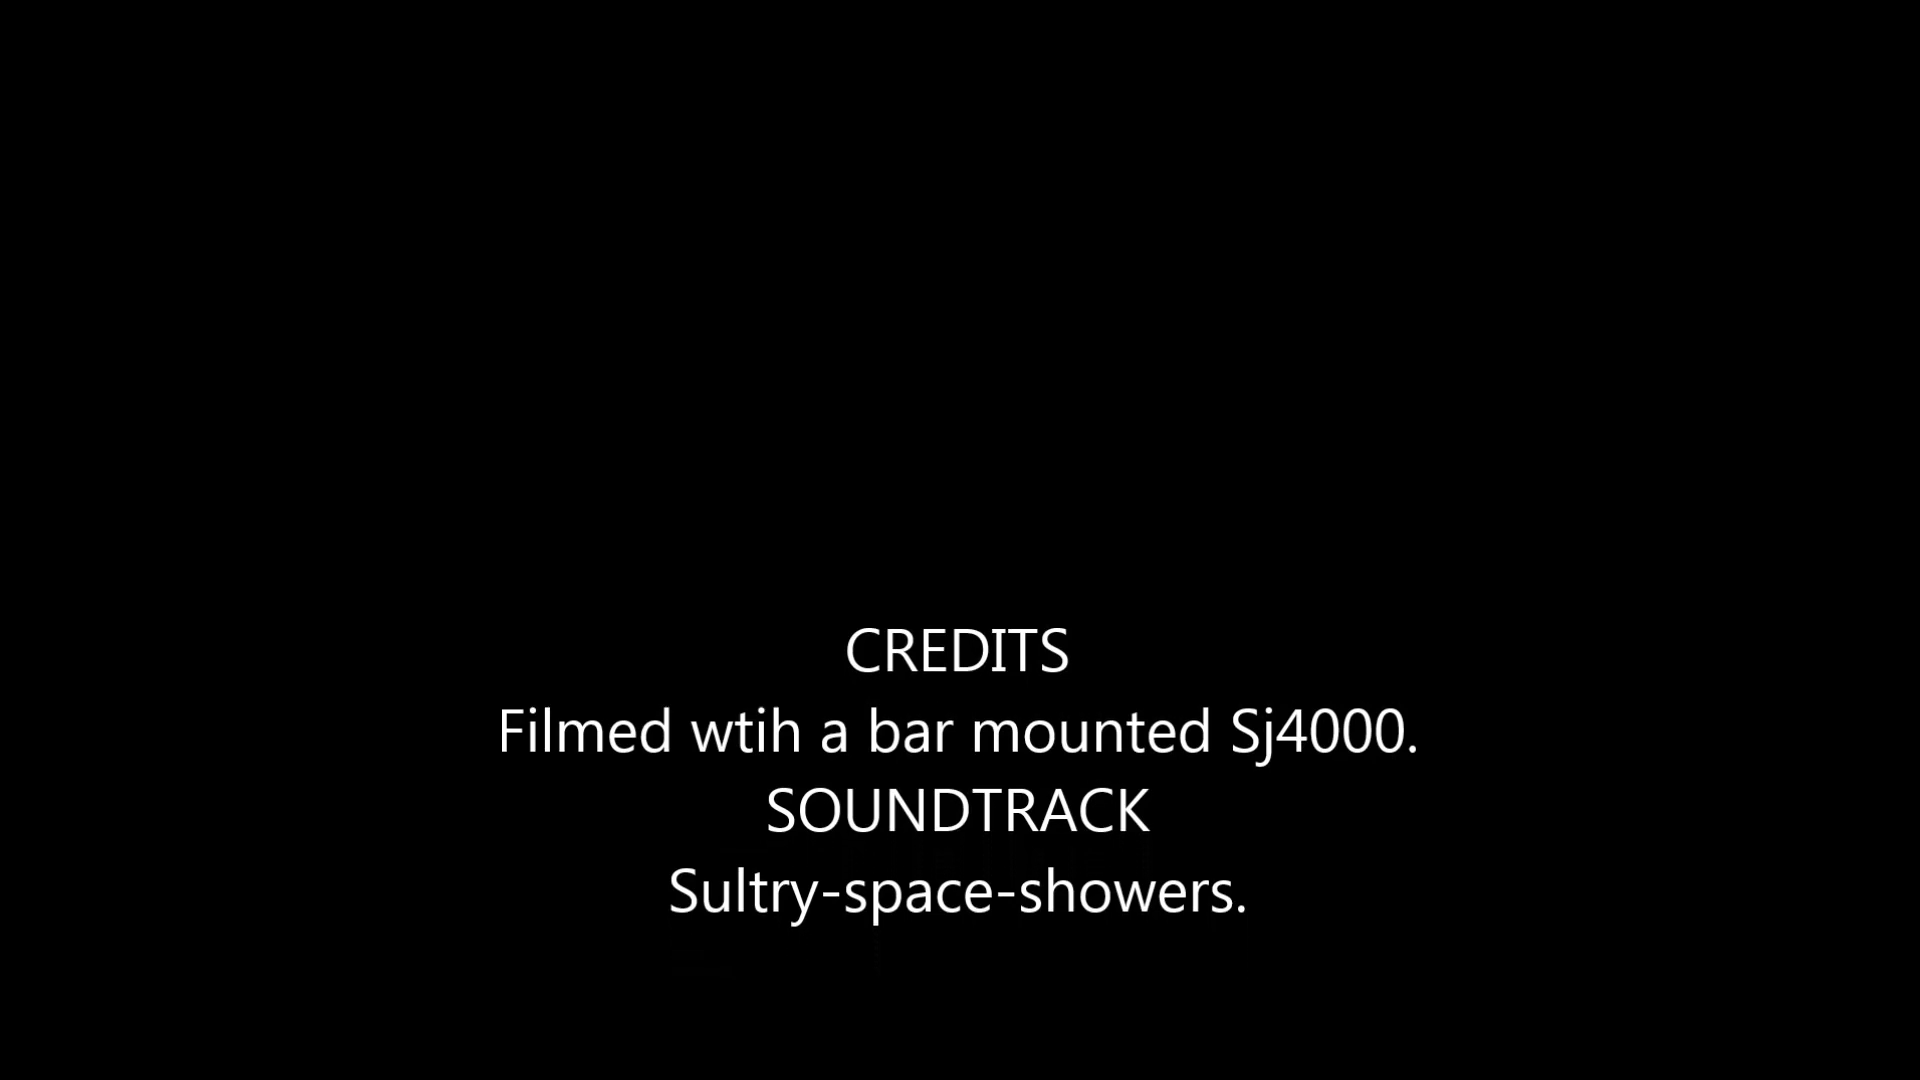 CREDITS
Filmed wtih a bar mounted Sj4000.
SOUNDTRACK
Sultry-space-showers.